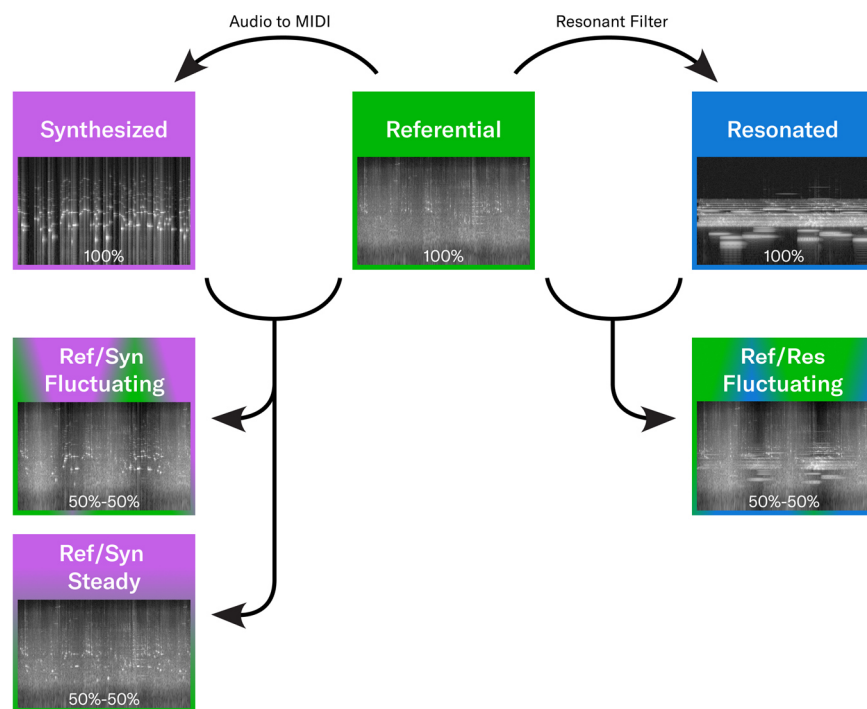 Audio to MIDI
Resonant Filter
Synthesized
Referential
Resonated
100%
100%
100%
Ref/Syn
Fluctuating
Ref/Res
Fluctuating
50%-50%
50%-50%
Ref/Syn
Steady
50%-50%